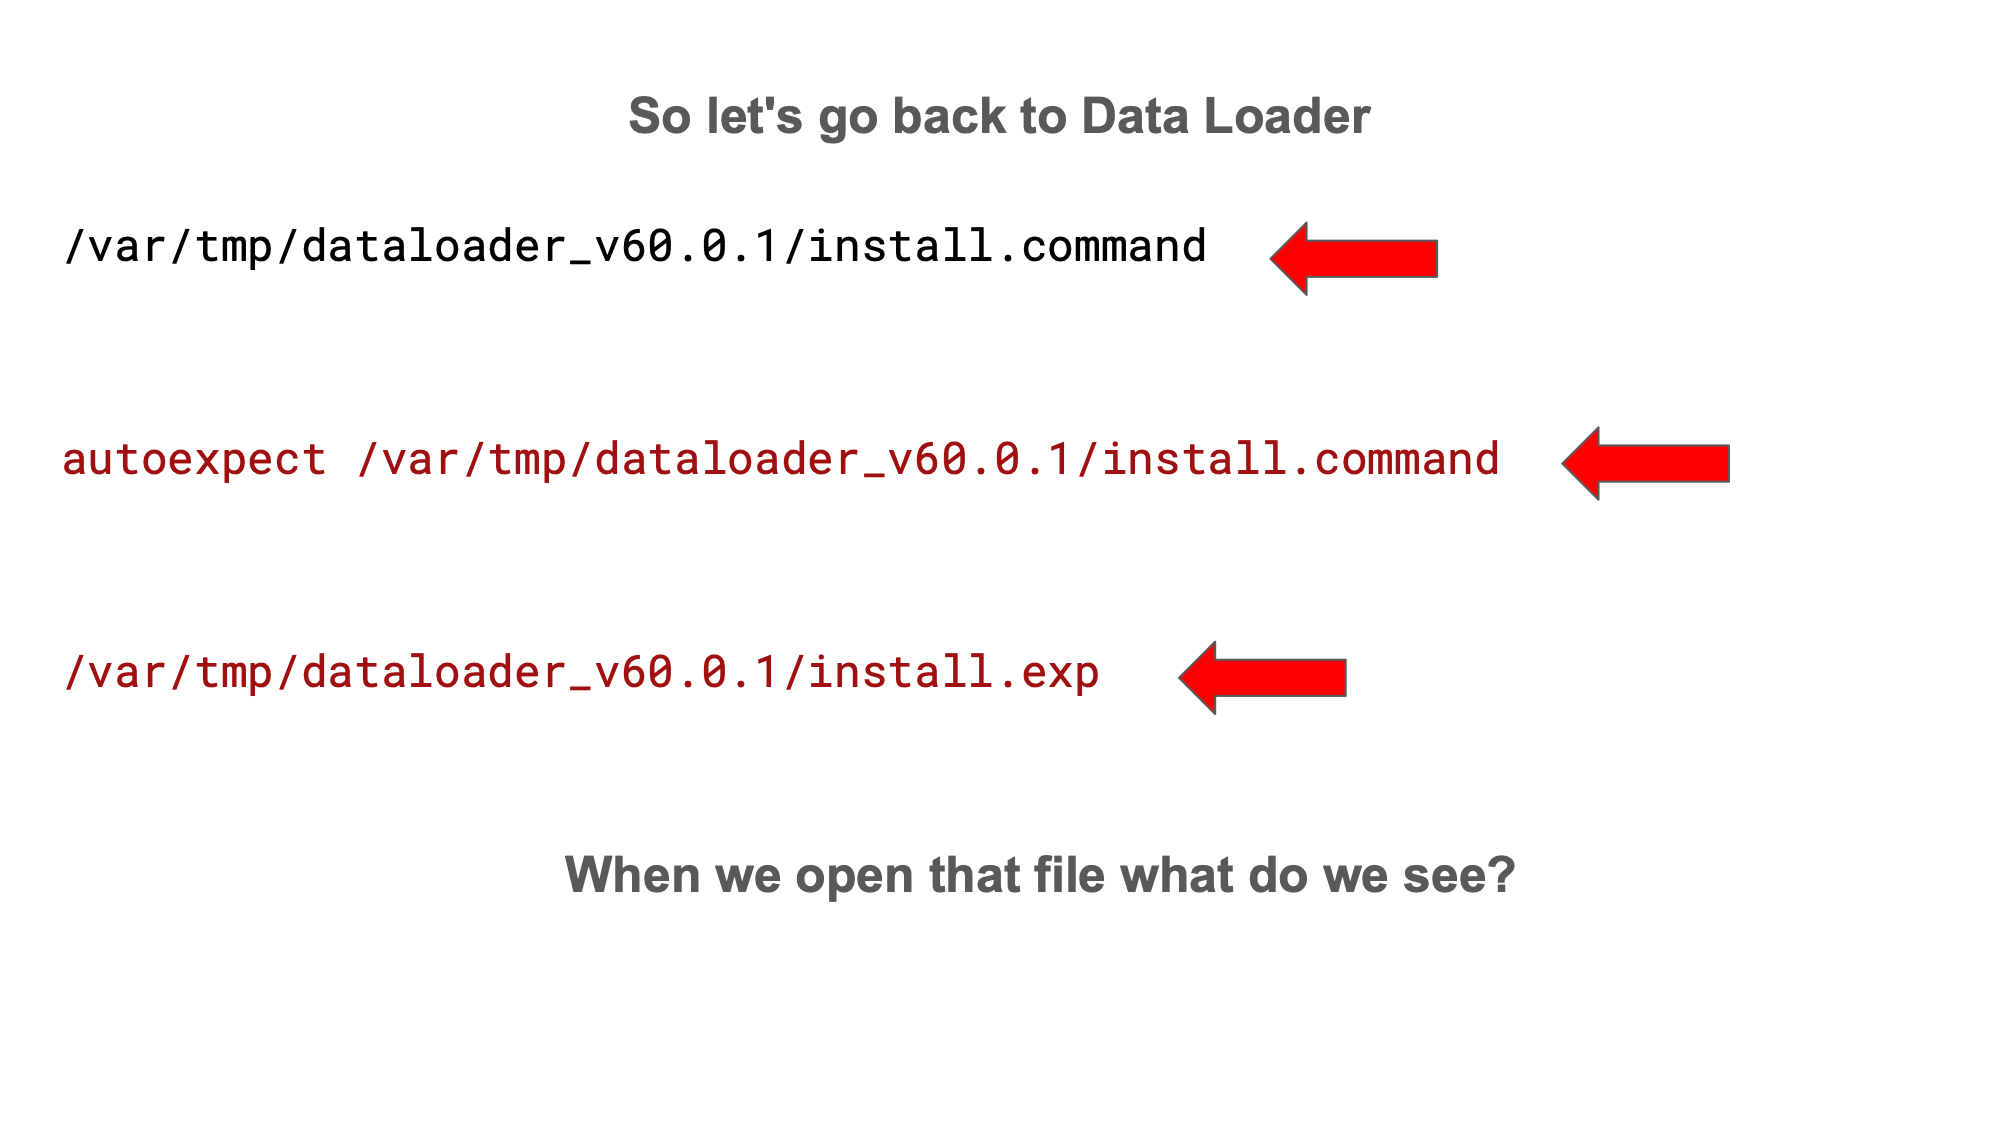 So let's go back to Data Loader
/var/tmp/dataloader_v60.0.1/install.command
autoexpect /var/tmp/dataloader_v60.0.1/install.command
/var/tmp/dataloader_v60.0.1/install.exp
When we open that file what do we see?